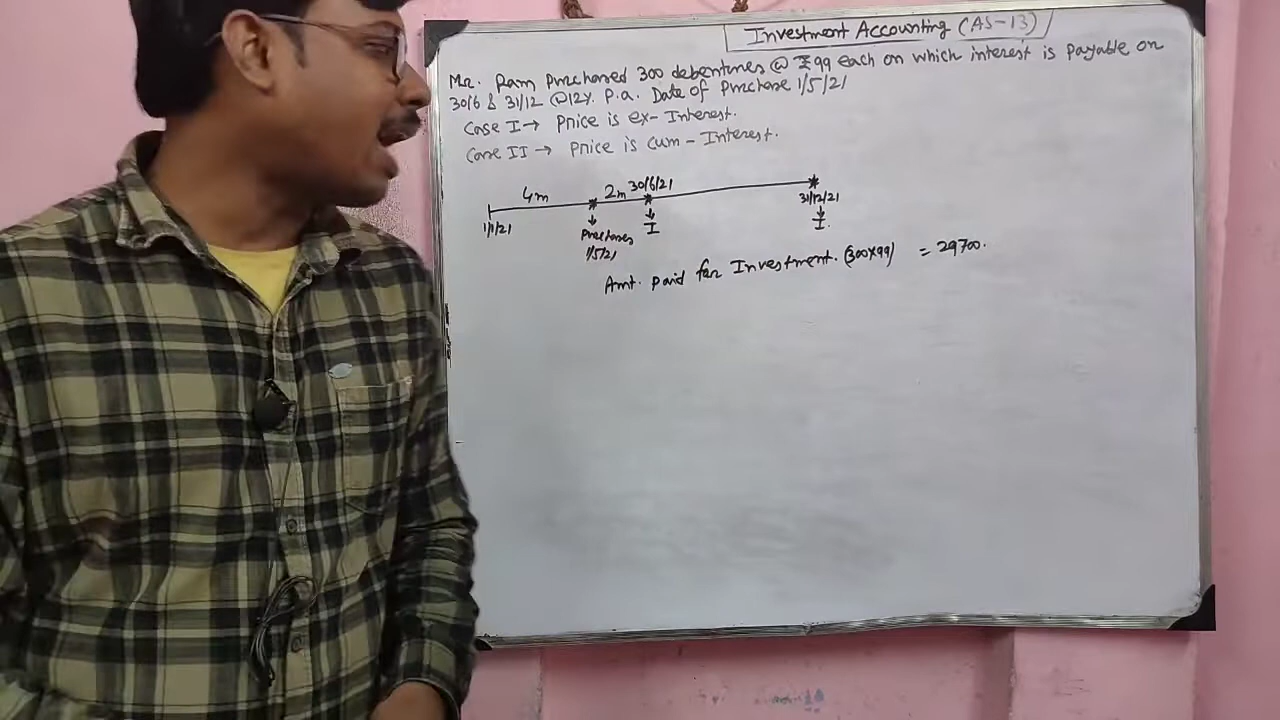 Investment Accounting (AS-13)
Mr. Ram purchased 300 debentures @ ₹99 each on which interest is payable on
30/6 & 31/12 @12% p.a. Date of Purchase 1/5/21
Case I → Price is ex-Interest.
Case II → Price is cum-Interest.
4m 2m 30/6/21
1/1/21 Purchases 1/5/21 I 31/12/21 I
Amt. paid for Investment. (300×99) = 29700.